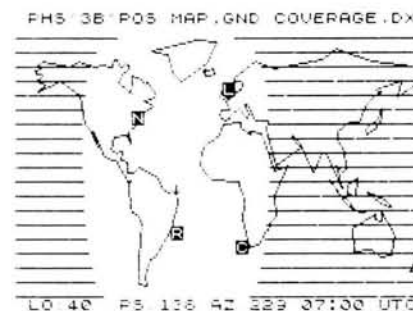 PHS 3B POS MAP.GND COVERAGE.DX
L
N
R
C
LO:40 PS:136 AZ 229 07:00 UTC